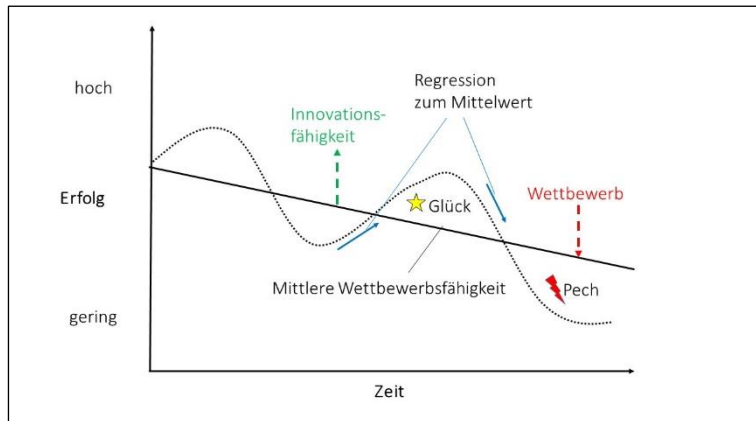 hoch
Regression
zum Mittelwert
Innovations-
fähigkeit
Erfolg
Glück
Wettbewerb
Mittlere Wettbewerbsfähigkeit
Pech
gering
Zeit